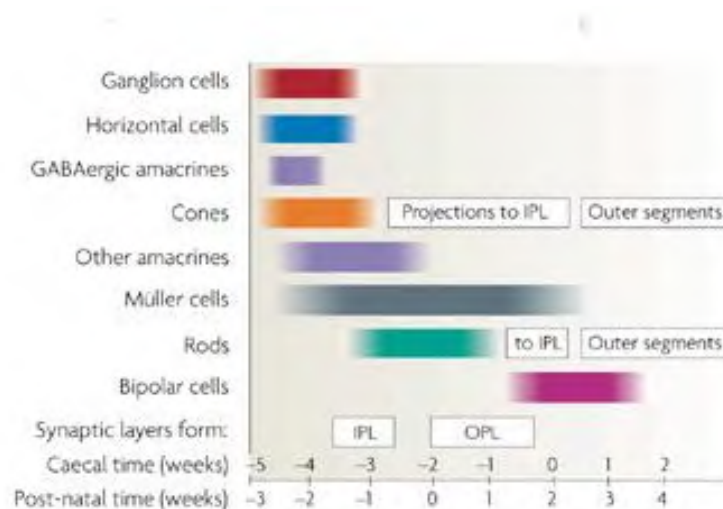 Ganglion cells
Horizontal cells
GABAergic amacrines
Cones Projections to IPL Outer segments
Other amacrines
Müller cells
Rods to IPL Outer segments
Bipolar cells
Synaptic layers form: IPL OPL
Caecal time (weeks) –5 –4 –3 –2 –1 0 1 2
Post-natal time (weeks) –3 –2 –1 0 1 2 3 4